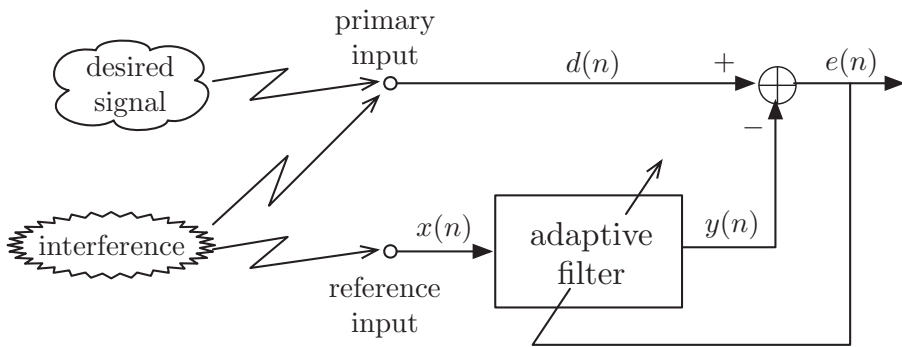 primary
input
desired
signal
d(n)
+
e(n)
−
interference
x(n)
adaptive
filter
y(n)
reference
input